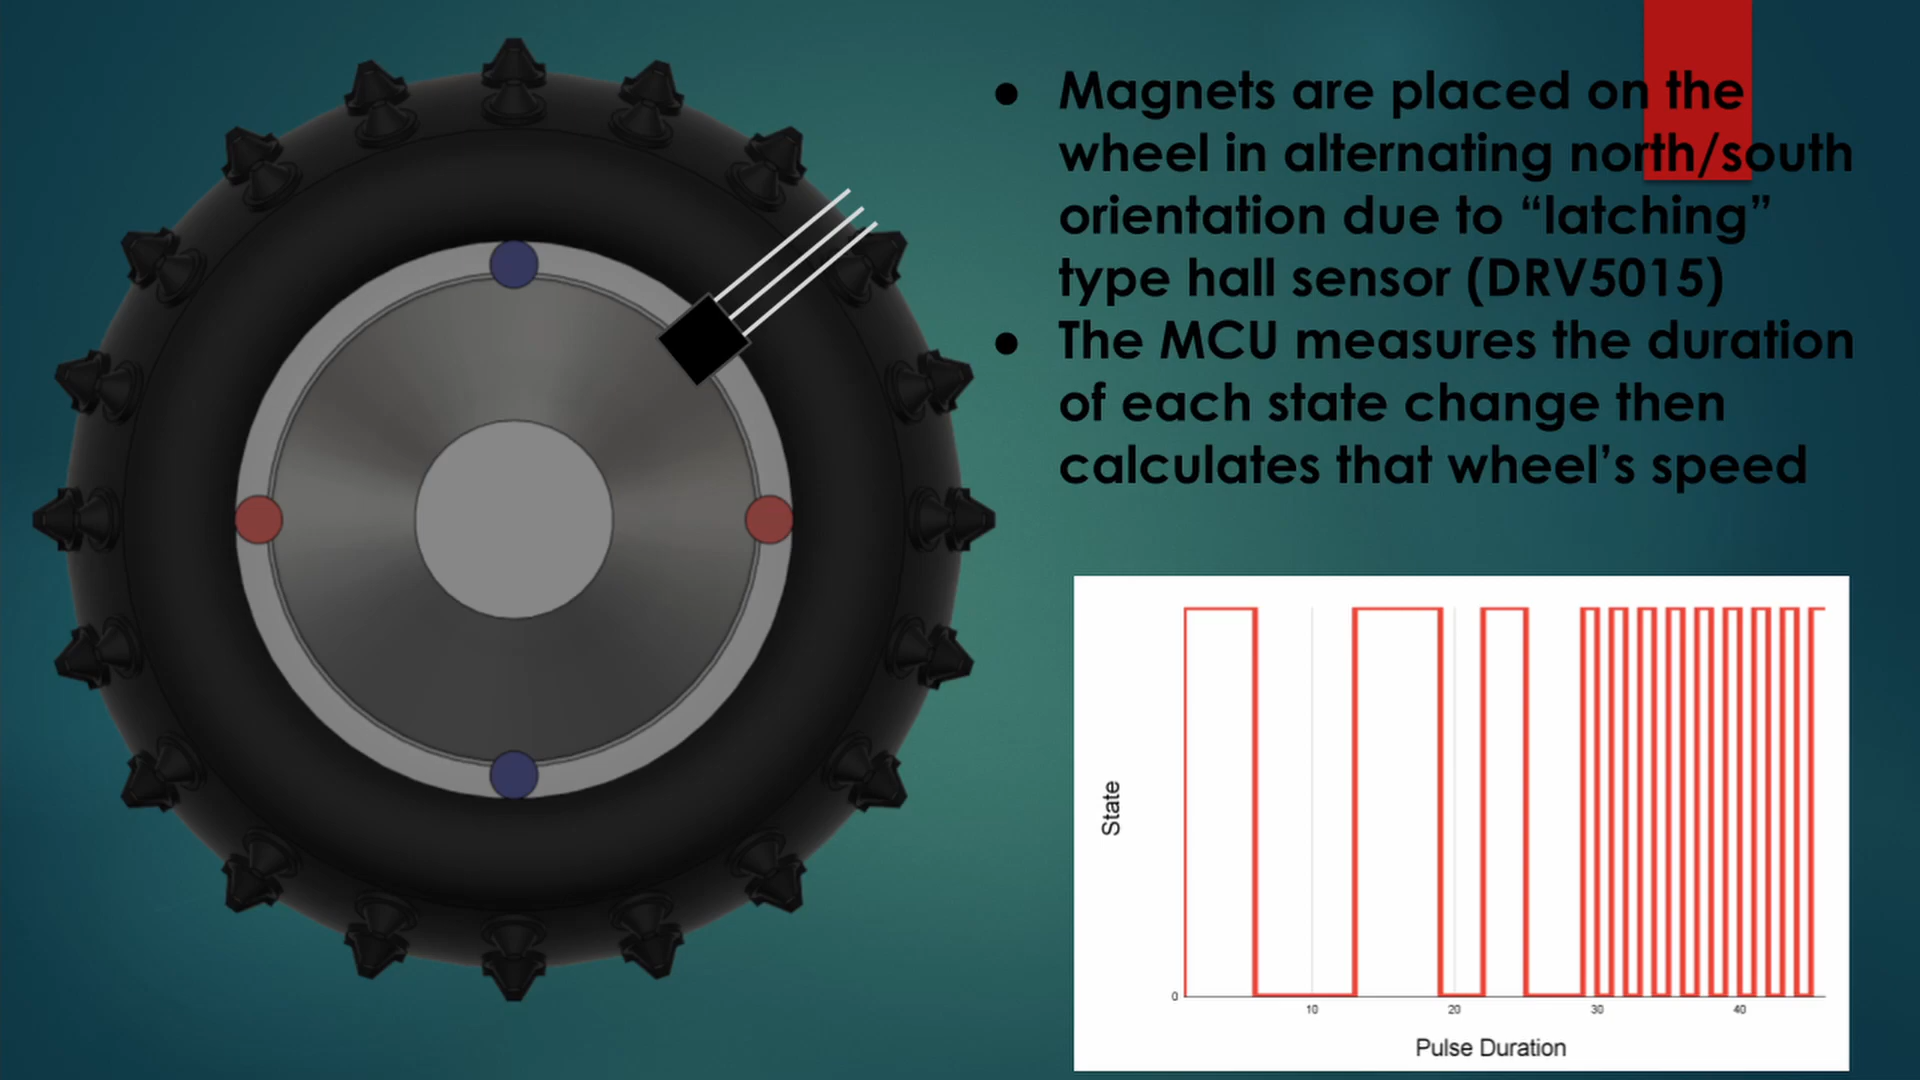 ● Magnets are placed on the
wheel in alternating north/south
orientation due to “latching”
type hall sensor (DRV5015)
● The MCU measures the duration
of each state change then
calculates that wheel’s speed
State
0
10 20 30 40
Pulse Duration